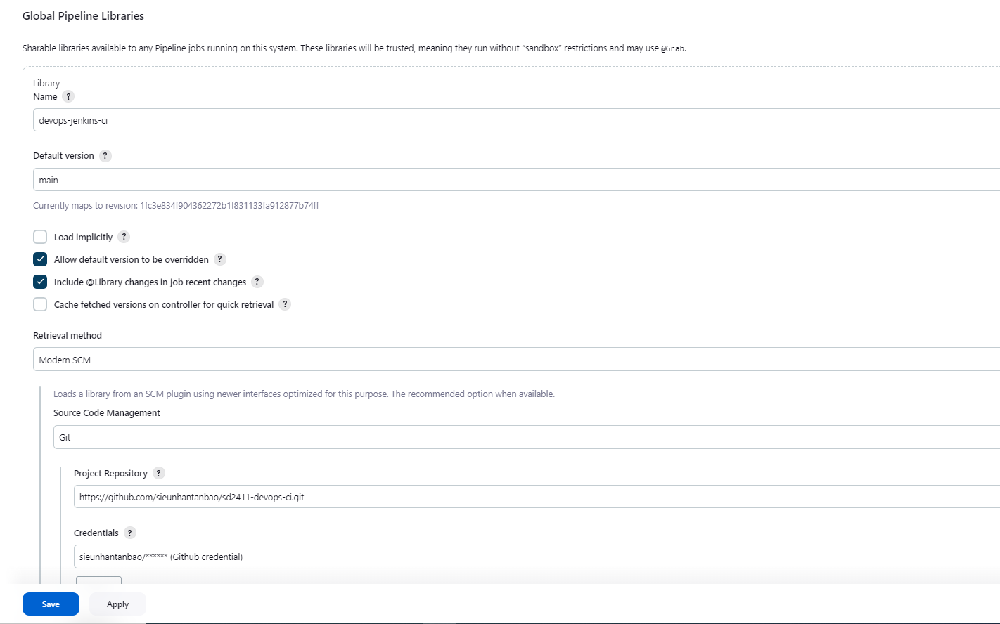 Global Pipeline Libraries
Sharable libraries available to any Pipeline jobs running on this system. These libraries will be trusted, meaning they run without “sandbox” restrictions and may use @Grab.
Library
Name ?
devops-jenkins-ci
Default version ?
main
Currently maps to revision: 1fc3e834f904362272b1f831133fa912877b74ff
Load implicitly ?
Allow default version to be overridden ?
Include @Library changes in job recent changes ?
Cache fetched versions on controller for quick retrieval ?
Retrieval method
Modern SCM
Loads a library from an SCM plugin using newer interfaces optimized for this purpose. The recommended option when available.
Source Code Management
Git
Project Repository ?
https://github.com/sieunhantanbao/sd2411-devops-ci.git
Credentials ?
sieunhantanbao/****** (Github credential)
Save Apply